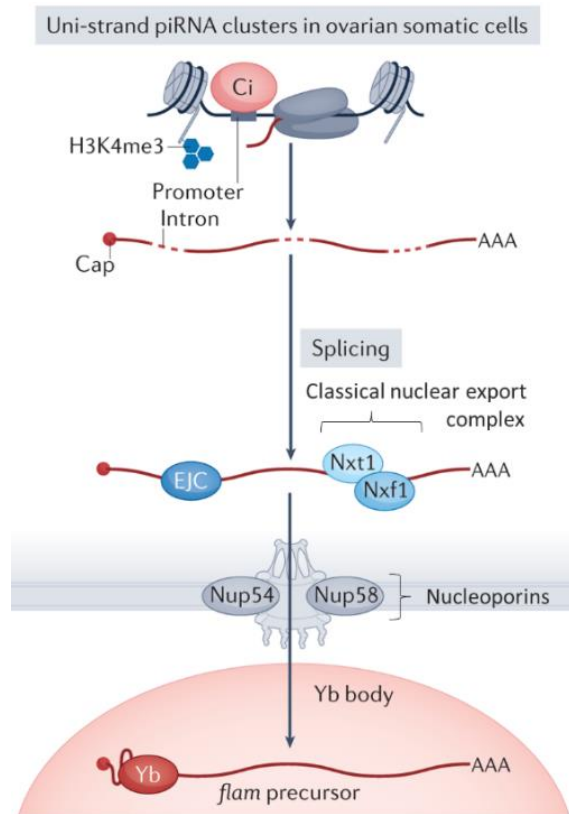 Uni-strand piRNA clusters in ovarian somatic cells
Ci
H3K4me3
Promoter
Intron
Cap
AAA
Splicing
Classical nuclear export
complex
Nxt1
Nxf1
EJC
AAA
Nup54
Nup58
Nucleoporins
Yb body
Yb
AAA
flam precursor